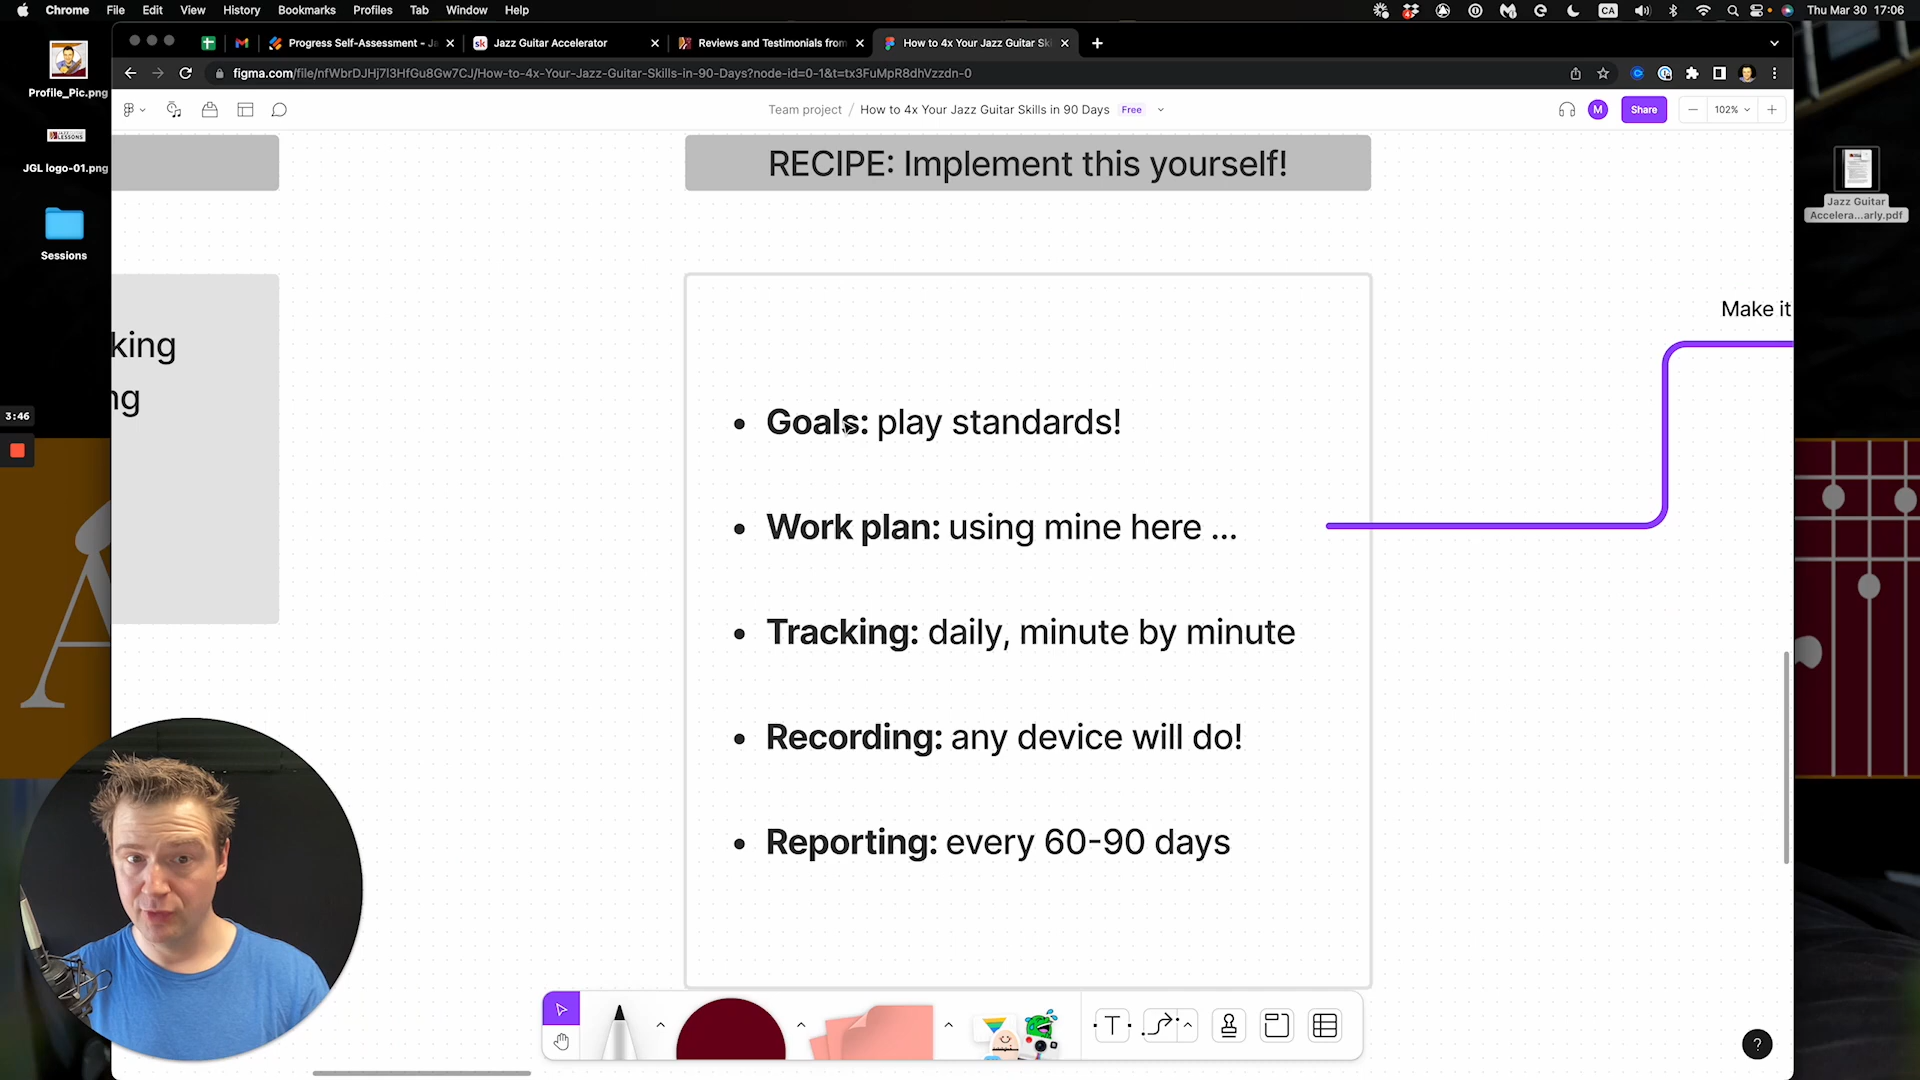 Chrome File Edit View History Bookmarks Profiles Tab Window Help
CA Thu Mar 30 17:06
Progress Self-Assessment - Ja
Jazz Guitar Accelerator
Reviews and Testimonials from
How to 4x Your Jazz Guitar Sk
figma.com/file/nfWbrDJHj7l3HfGu8Gw7CJ/How-to-4x-Your-Jazz-Guitar-Skills-in-90-Days?node-id=0-1&t=tx3FuMpR8dhVzzdn-0
Team project / How to 4x Your Jazz Guitar Skills in 90 Days Free
M Share 102%
Profile_Pic.png
LESSONS
JGL logo-01.png
Sessions
3:46
Jazz Guitar
Accelera...arly.pdf
RECIPE: Implement this yourself!
king
ng
Make it
• Goals: play standards!
• Work plan: using mine here ...
• Tracking: daily, minute by minute
• Recording: any device will do!
• Reporting: every 60-90 days
T
?